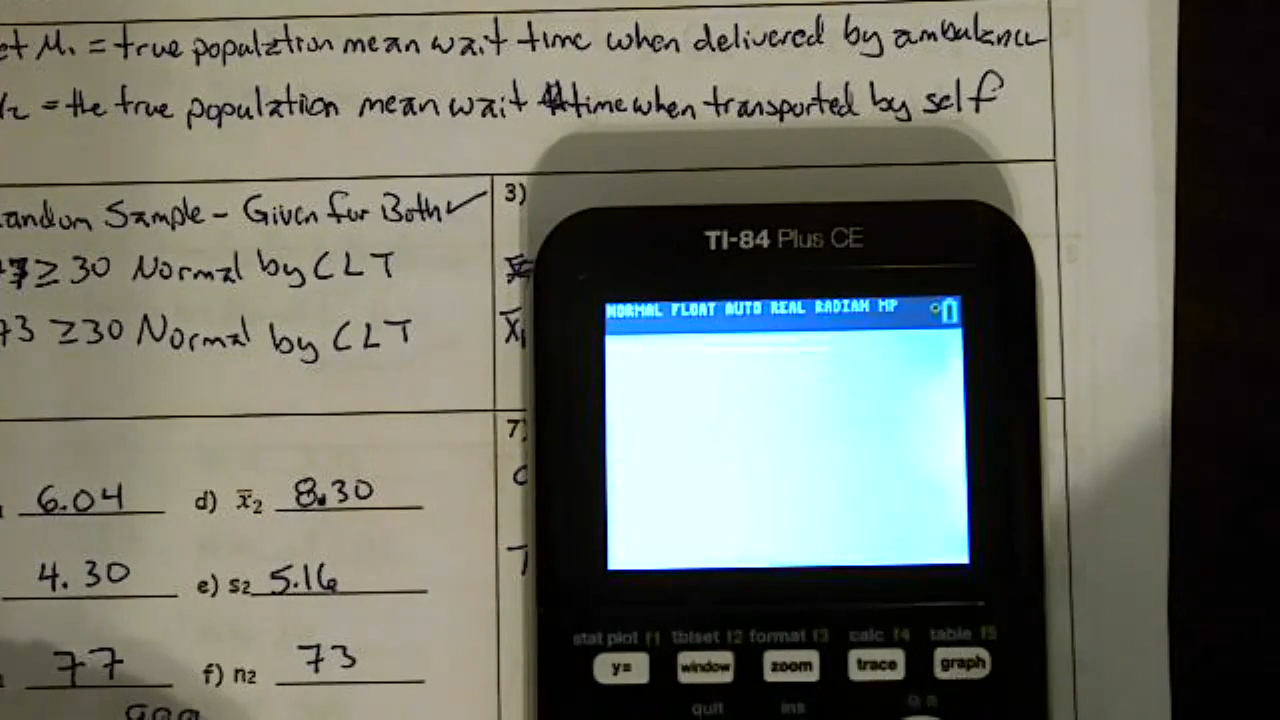 et μ₁ = true population mean wait time when delivered by ambulance
= the true population mean wait time when transported by self
andom Sample - Given for Both ✓
≥ 30 Normal by CLT
73 ≥30 Normal by CLT
3)
x̄₁
7)
6.04 d) x̄₂ 8.30
4.30 e) s₂ 5.16
77 f) n₂ 73
TI-84 Plus CE
NORMAL FLOAT AUTO REAL RADIAN MP
stat plot f1 tblset f2 format f3 calc f4 table f5
y= window zoom trace graph
quit ins